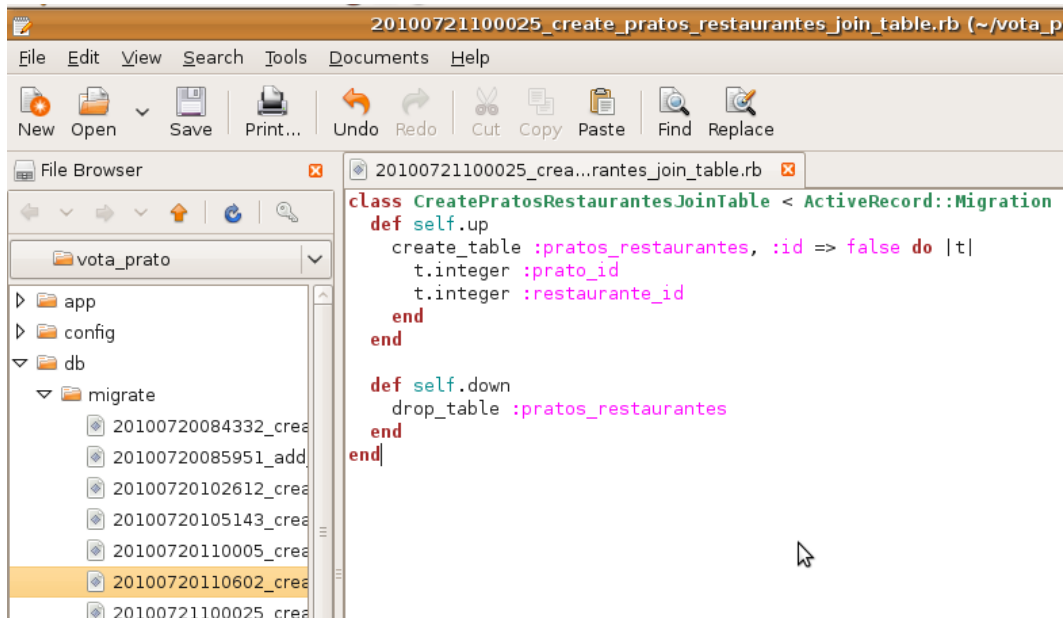 20100721100025_create_pratos_restaurantes_join_table.rb (~/vota_p
File Edit View Search Tools Documents Help
New Open Save Print... Undo Redo Cut Copy Paste Find Replace
File Browser
20100721100025_crea...rantes_join_table.rb
vota_prato
app
config
db
migrate
20100720084332_crea
20100720085951_add_
20100720102612_crea
20100720105143_crea
20100720110005_crea
20100720110602_crea
20100721100025_crea
class CreatePratosRestaurantesJoinTable < ActiveRecord::Migration
  def self.up
    create_table :pratos_restaurantes, :id => false do |t|
      t.integer :prato_id
      t.integer :restaurante_id
    end
  end
  def self.down
    drop_table :pratos_restaurantes
  end
end